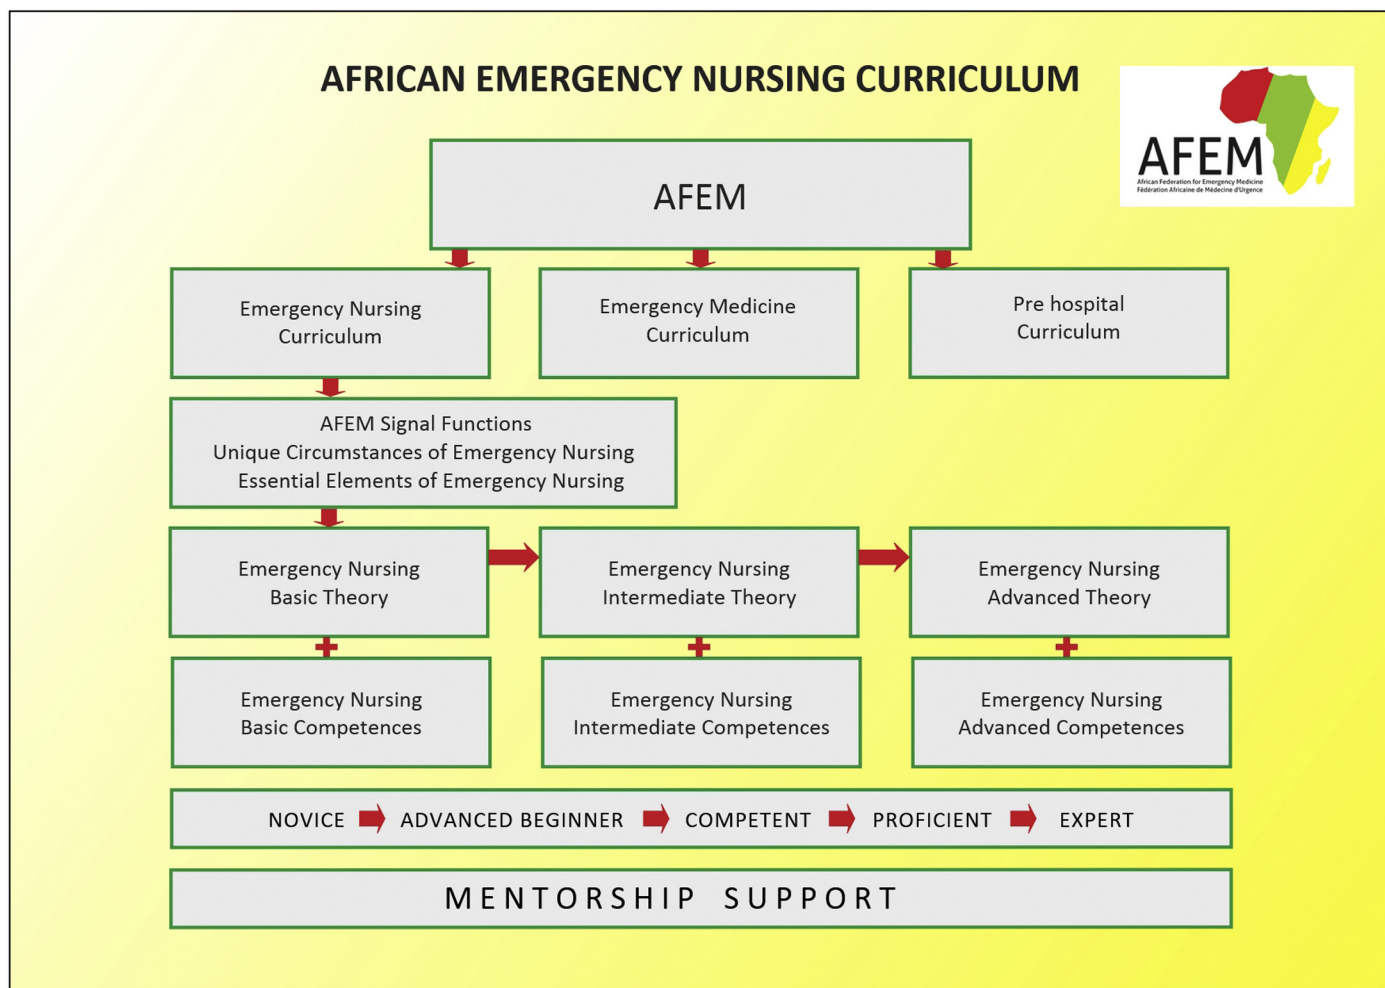 AFRICAN EMERGENCY NURSING CURRICULUM
AFEM
African Federation for Emergency Medicine
Fédération Africaine de Médecine d'Urgence
AFEM
Emergency Nursing
Curriculum
Emergency Medicine
Curriculum
Pre hospital
Curriculum
AFEM Signal Functions
Unique Circumstances of Emergency Nursing
Essential Elements of Emergency Nursing
Emergency Nursing
Basic Theory
Emergency Nursing
Intermediate Theory
Emergency Nursing
Advanced Theory
Emergency Nursing
Basic Competences
Emergency Nursing
Intermediate Competences
Emergency Nursing
Advanced Competences
NOVICE ADVANCED BEGINNER COMPETENT PROFICIENT EXPERT
MENTORSHIP SUPPORT